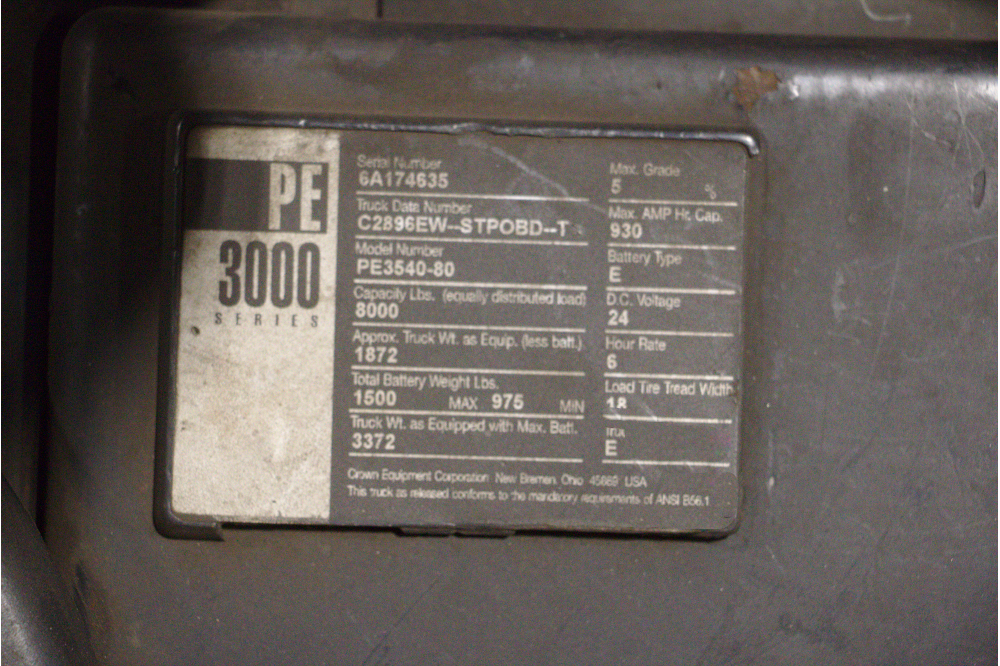 PE
3000
SERIES
Serial Number
6A174635
Truck Data Number
C2896EW--STPOBD--T
Model Number
PE3540-80
Capacity Lbs. (equally distributed load)
8000
Approx. Truck Wt. as Equip. (less batt.)
1872
Total Battery Weight Lbs.
1500 MAX 975 MIN
Truck Wt. as Equipped with Max. Batt.
3372
Max. Grade
5 %
Max. AMP Hr. Cap.
930
Battery Type
E
D.C. Voltage
24
Hour Rate
6
Load Tire Tread Width
18
E
Crown Equipment Corporation New Bremen, Ohio 45869 USA
This truck as released conforms to the mandatory requirements of ANSI B56.1